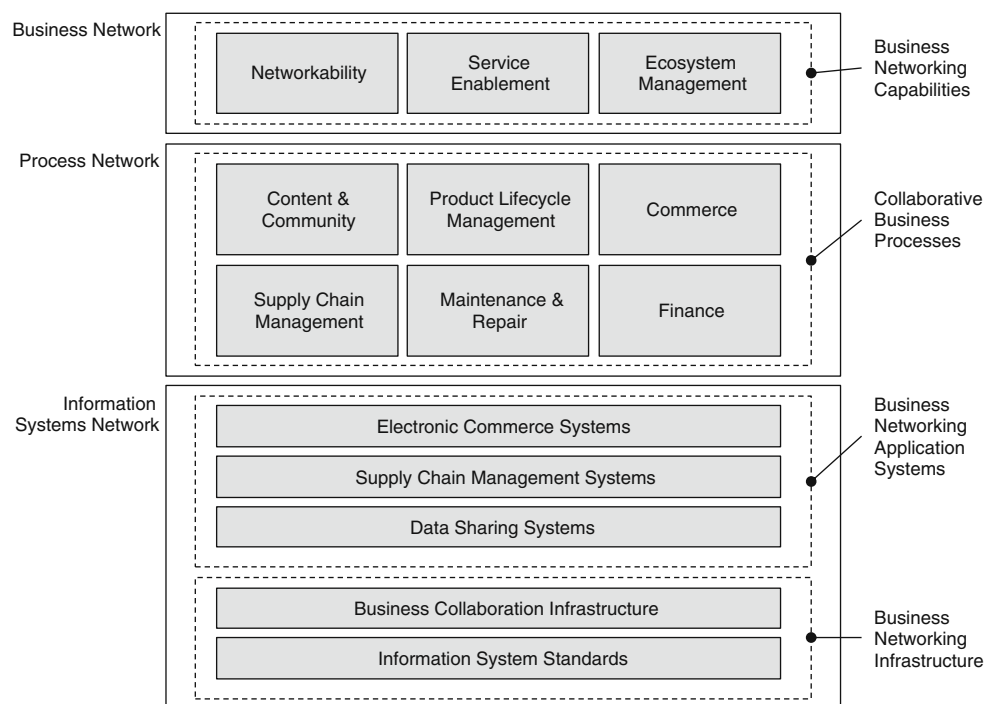 Business Network
Networkability
Service
Enablement
Ecosystem
Management
Business
Networking
Capabilities
Process Network
Content &
Community
Product Lifecycle
Management
Commerce
Supply Chain
Management
Maintenance &
Repair
Finance
Collaborative
Business
Processes
Information
Systems Network
Electronic Commerce Systems
Supply Chain Management Systems
Data Sharing Systems
Business
Networking
Application
Systems
Business Collaboration Infrastructure
Information System Standards
Business
Networking
Infrastructure